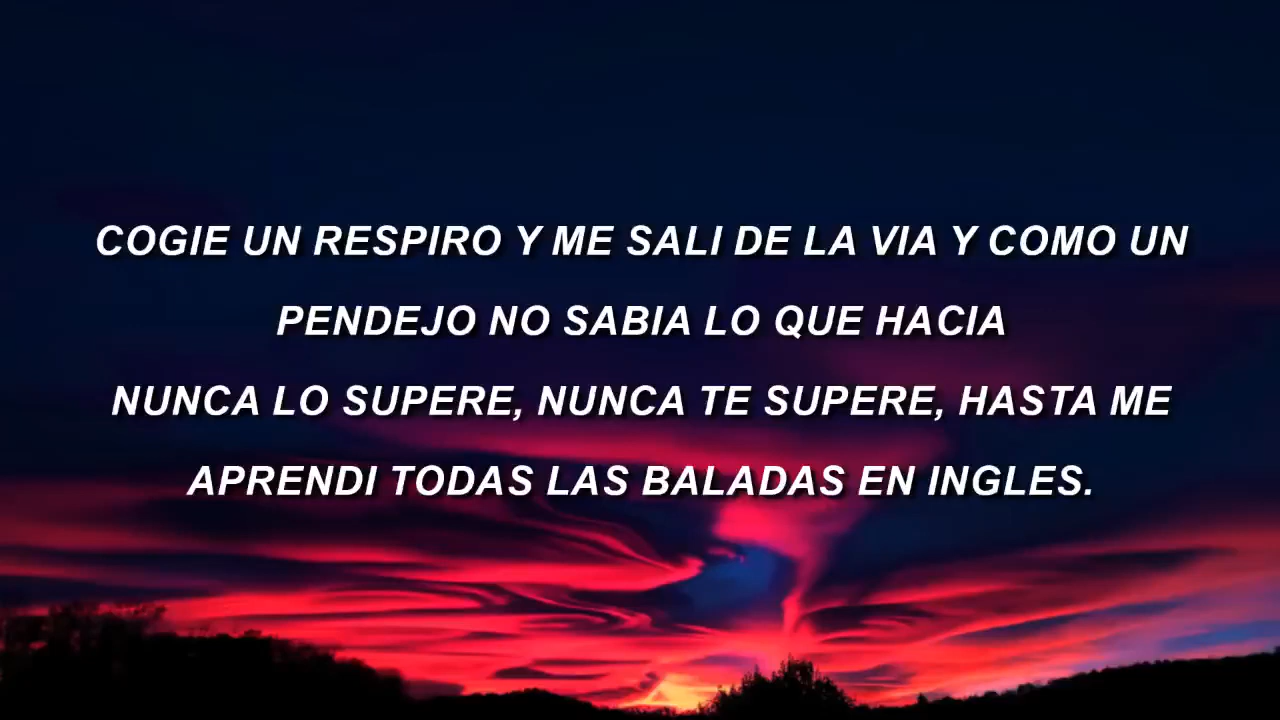 COGIE UN RESPIRO Y ME SALI DE LA VIA Y COMO UN
PENDEJO NO SABIA LO QUE HACIA
NUNCA LO SUPERE, NUNCA TE SUPERE, HASTA ME
APRENDI TODAS LAS BALADAS EN INGLES.